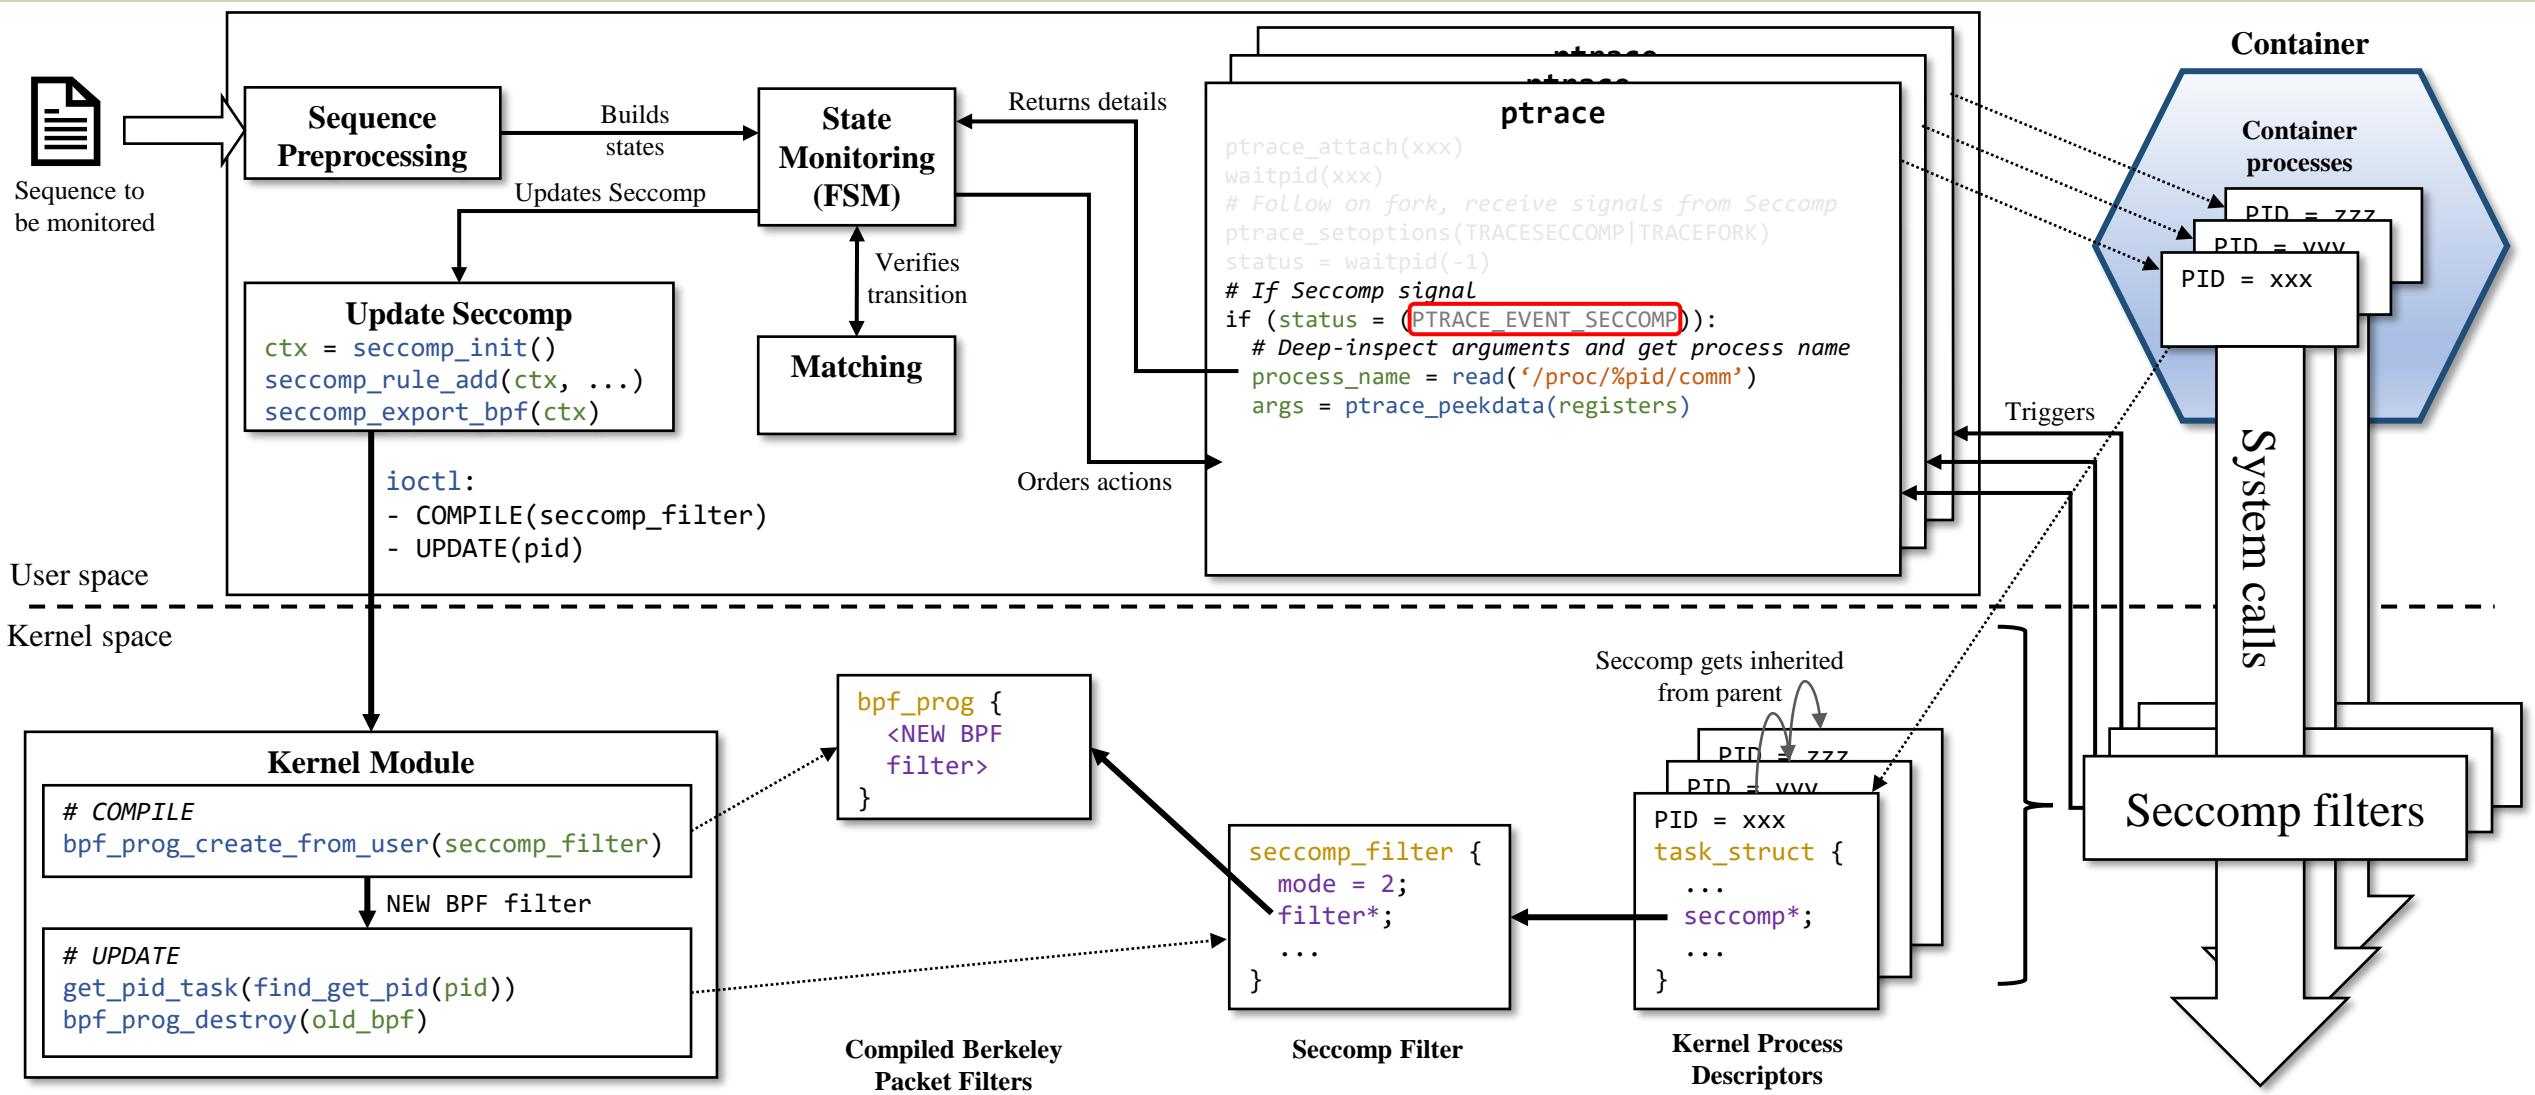 Sequence to
be monitored
Sequence
Preprocessing
Builds
states
State
Monitoring
(FSM)
Updates Seccomp
Verifies
transition
Matching
Update Seccomp
ctx = seccomp_init()
seccomp_rule_add(ctx, ...)
seccomp_export_bpf(ctx)
ioctl:
- COMPILE(seccomp_filter)
- UPDATE(pid)
Returns details
Orders actions
ptrace
ptrace
ptrace
ptrace_attach(xxx)
waitpid(xxx)
# Follow on fork, receive signals from Seccomp
ptrace_setoptions(TRACESECCOMP|TRACEFORK)
status = waitpid(-1)
# If Seccomp signal
if (status = (PTRACE_EVENT_SECCOMP)):
# Deep-inspect arguments and get process name
process_name = read(‘/proc/%pid/comm’)
args = ptrace_peekdata(registers)
Container
Container
processes
PID = zzz
PID = yyy
PID = xxx
Triggers
System calls
User space
Kernel space
Kernel Module
# COMPILE
bpf_prog_create_from_user(seccomp_filter)
NEW BPF filter
# UPDATE
get_pid_task(find_get_pid(pid))
bpf_prog_destroy(old_bpf)
bpf_prog {
<NEW BPF
filter>
}
Compiled Berkeley
Packet Filters
seccomp_filter {
mode = 2;
filter*;
...
}
Seccomp Filter
Seccomp gets inherited
from parent
PID = zzz
PID = yyy
PID = xxx
task_struct {
...
seccomp*;
...
}
Kernel Process
Descriptors
Seccomp filters